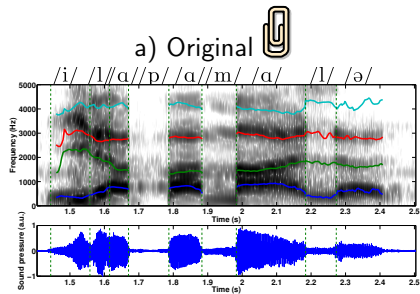 a) Original
/i/ /l/ /ɑ/ /p/ /ɑ/ /m/ /ɑ/ /l/ /ə/
5000
4000
3000
2000
1000
0
Frequency (Hz)
1.5 1.6 1.7 1.8 1.9 2 2.1 2.2 2.3 2.4 2.5
Time (s)
1
0
-1
Sound pressure (a.u.)
1.5 1.6 1.7 1.8 1.9 2 2.1 2.2 2.3 2.4 2.5
Time (s)